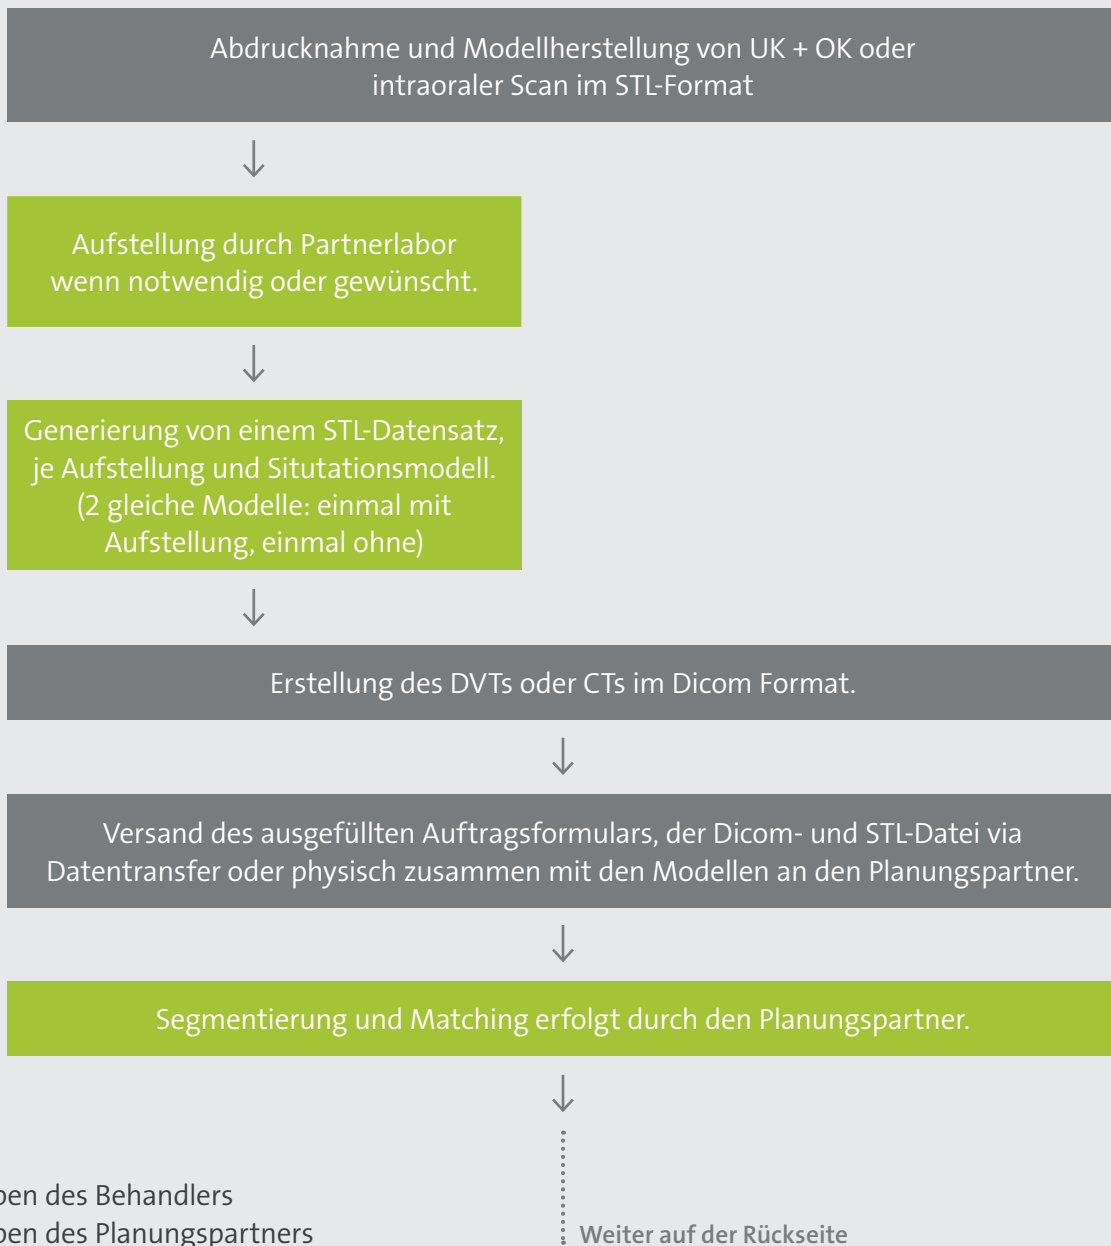 Abdrucknahme und Modellherstellung von UK + OK oder
intraoraler Scan im STL-Format
Aufstellung durch Partnerlabor
wenn notwendig oder gewünscht.
Generierung von einem STL-Datensatz,
je Aufstellung und Situtationsmodell.
(2 gleiche Modelle: einmal mit
Aufstellung, einmal ohne)
Erstellung des DVTs oder CTs im Dicom Format.
Versand des ausgefüllten Auftragsformulars, der Dicom- und STL-Datei via
Datentransfer oder physisch zusammen mit den Modellen an den Planungspartner.
Segmentierung und Matching erfolgt durch den Planungspartner.
ben des Behandlers
ben des Planungspartners
Weiter auf der Rückseite